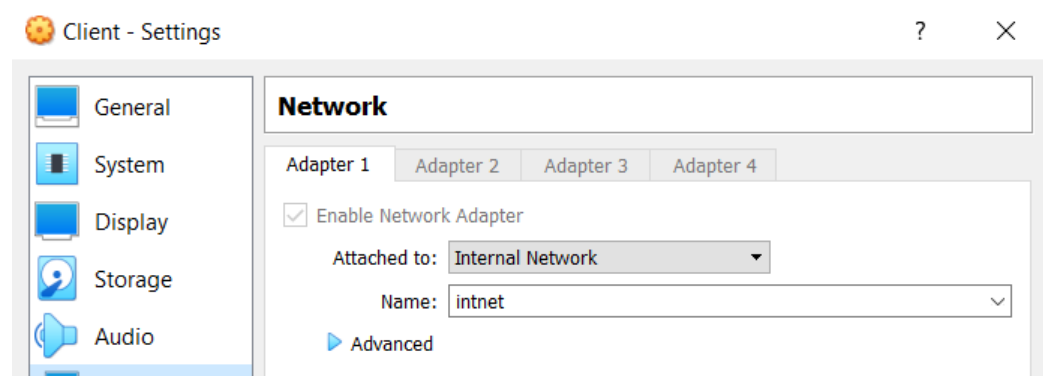 Client - Settings ? ×
General
System
Display
Storage
Audio
Network
Adapter 1 Adapter 2 Adapter 3 Adapter 4
Enable Network Adapter
Attached to: Internal Network
Name: intnet
Advanced